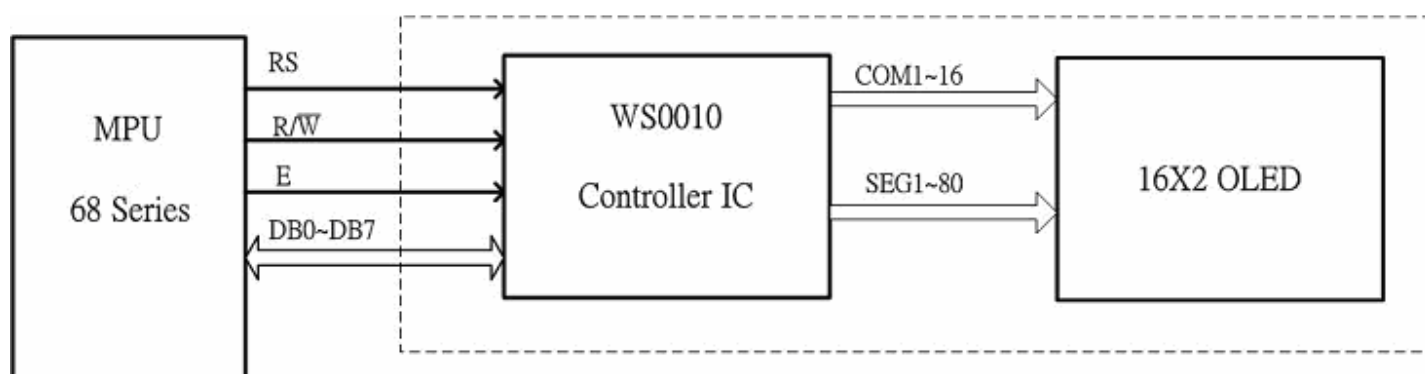 MPU
68 Series
RS
R/W̅
E
DB0~DB7
WS0010
Controller IC
COM1~16
SEG1~80
16X2 OLED